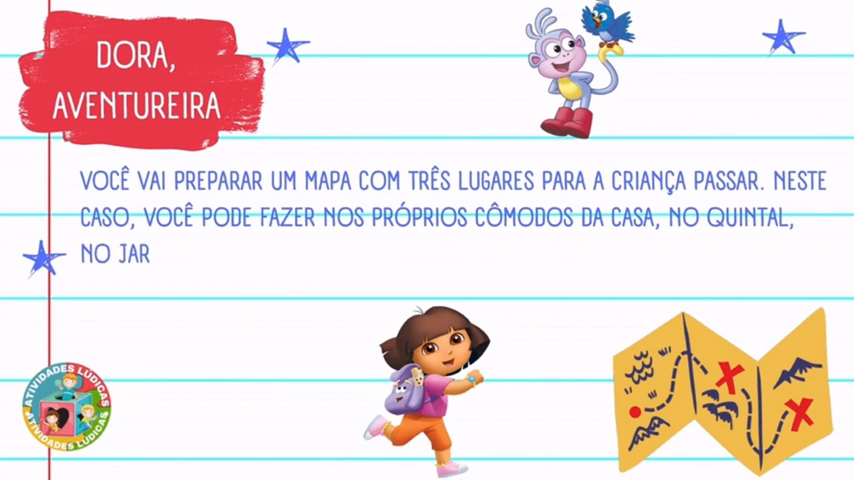 DORA,
AVENTUREIRA
VOCÊ VAI PREPARAR UM MAPA COM TRÊS LUGARES PARA A CRIANÇA PASSAR. NESTE
CASO, VOCÊ PODE FAZER NOS PRÓPRIOS CÔMODOS DA CASA, NO QUINTAL,
NO JAR
ATIVIDADES LÚDICAS
ATIVIDADES LÚDICAS